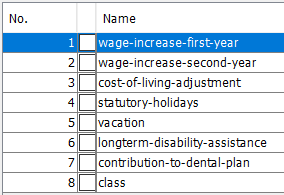 No. Name
1 wage-increase-first-year
2 wage-increase-second-year
3 cost-of-living-adjustment
4 statutory-holidays
5 vacation
6 longterm-disability-assistance
7 contribution-to-dental-plan
8 class